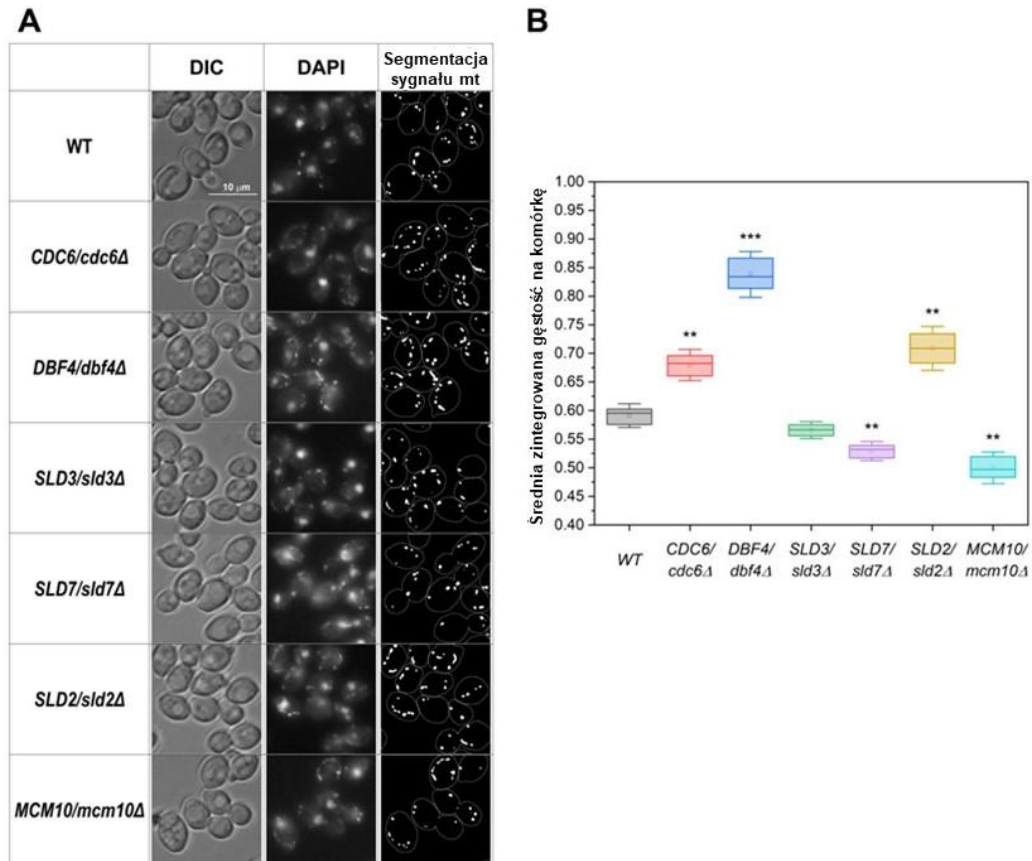 A
DIC
DAPI
Segmentacja
sygnału mt
WT
10 µm
CDC6/cdc6Δ
DBF4/dbf4Δ
SLD3/sld3Δ
SLD7/sld7Δ
SLD2/sld2Δ
MCM10/mcm10Δ
B
Średnia zintegrowana gęstość na komórkę
1.00
0.95
0.90
0.85
0.80
0.75
0.70
0.65
0.60
0.55
0.50
0.45
0.40
**
***
**
**
**
WT
CDC6/
cdc6Δ
DBF4/
dbf4Δ
SLD3/
sld3Δ
SLD7/
sld7Δ
SLD2/
sld2Δ
MCM10/
mcm10Δ